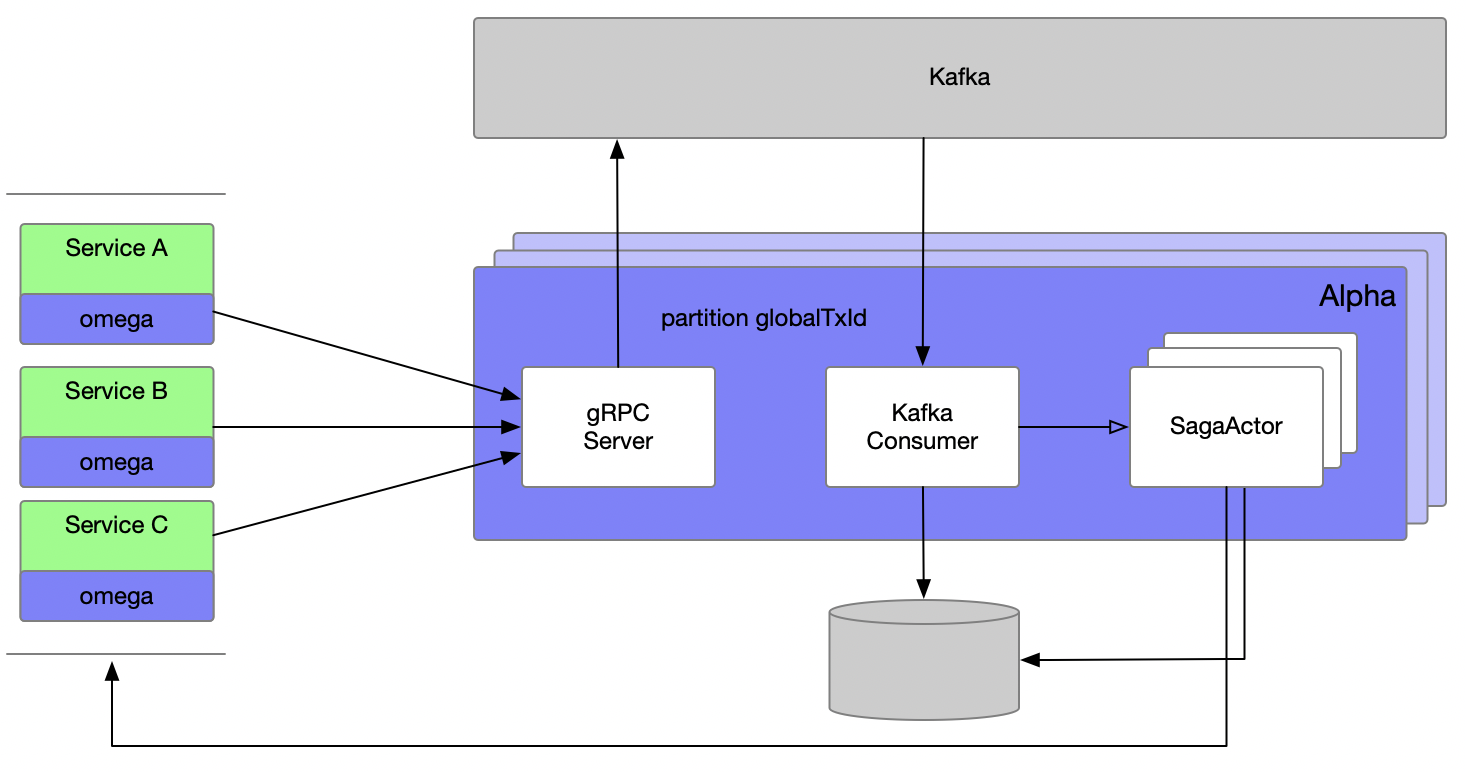 Kafka
Service A
omega
Service B
omega
Service C
omega
Alpha
partition globalTxId
gRPC
Server
Kafka
Consumer
SagaActor